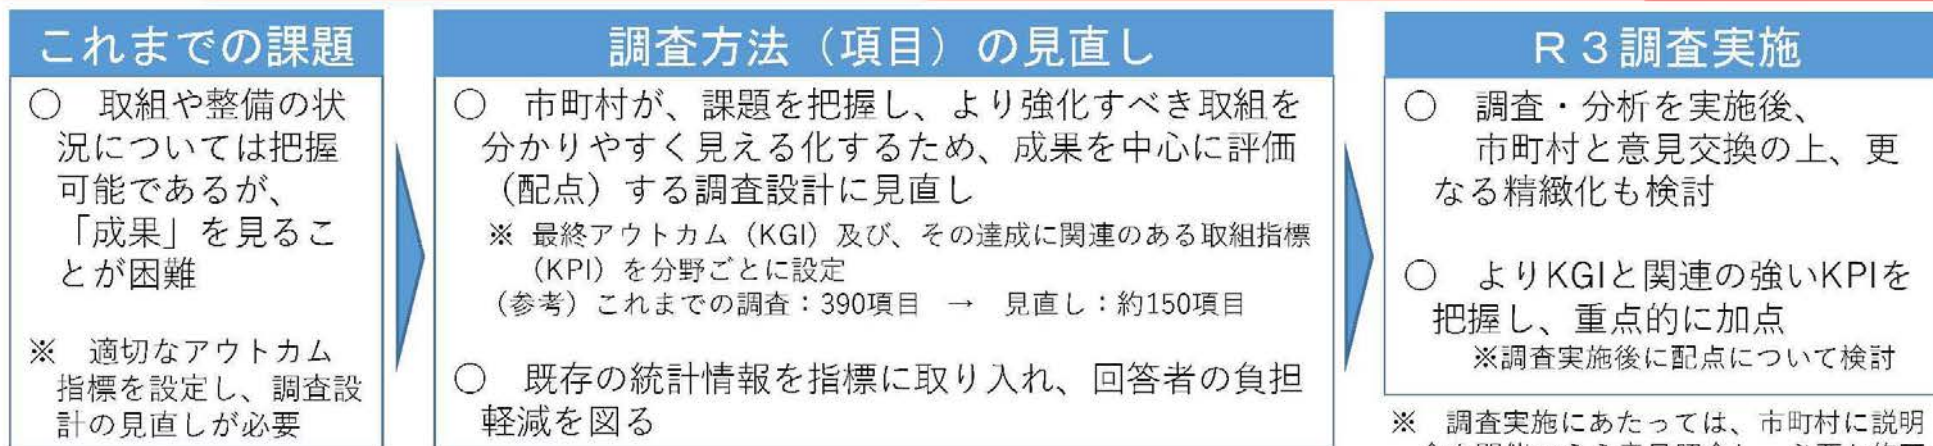 これまでの課題
○　取組や整備の状
況については把握
可能であるが、
「成果」を見るこ
とが困難
※　適切なアウトカム
指標を設定し、調査設
計の見直しが必要
調査方法（項目）の見直し
○　市町村が、課題を把握し、より強化すべき取組を
分かりやすく見える化するため、成果を中心に評価
（配点）する調査設計に見直し
※ 最終アウトカム（KGI）及び、その達成に関連のある取組指標
（KPI）を分野ごとに設定
（参考）これまでの調査：390項目　→　見直し：約150項目
○　既存の統計情報を指標に取り入れ、回答者の負担
軽減を図る
Ｒ３調査実施
○　調査・分析を実施後、
市町村と意見交換の上、更
なる精緻化も検討
○　よりKGIと関連の強いKPIを
把握し、重点的に加点
※調査実施後に配点について検討
※　調査実施にあたっては、市町村に説明